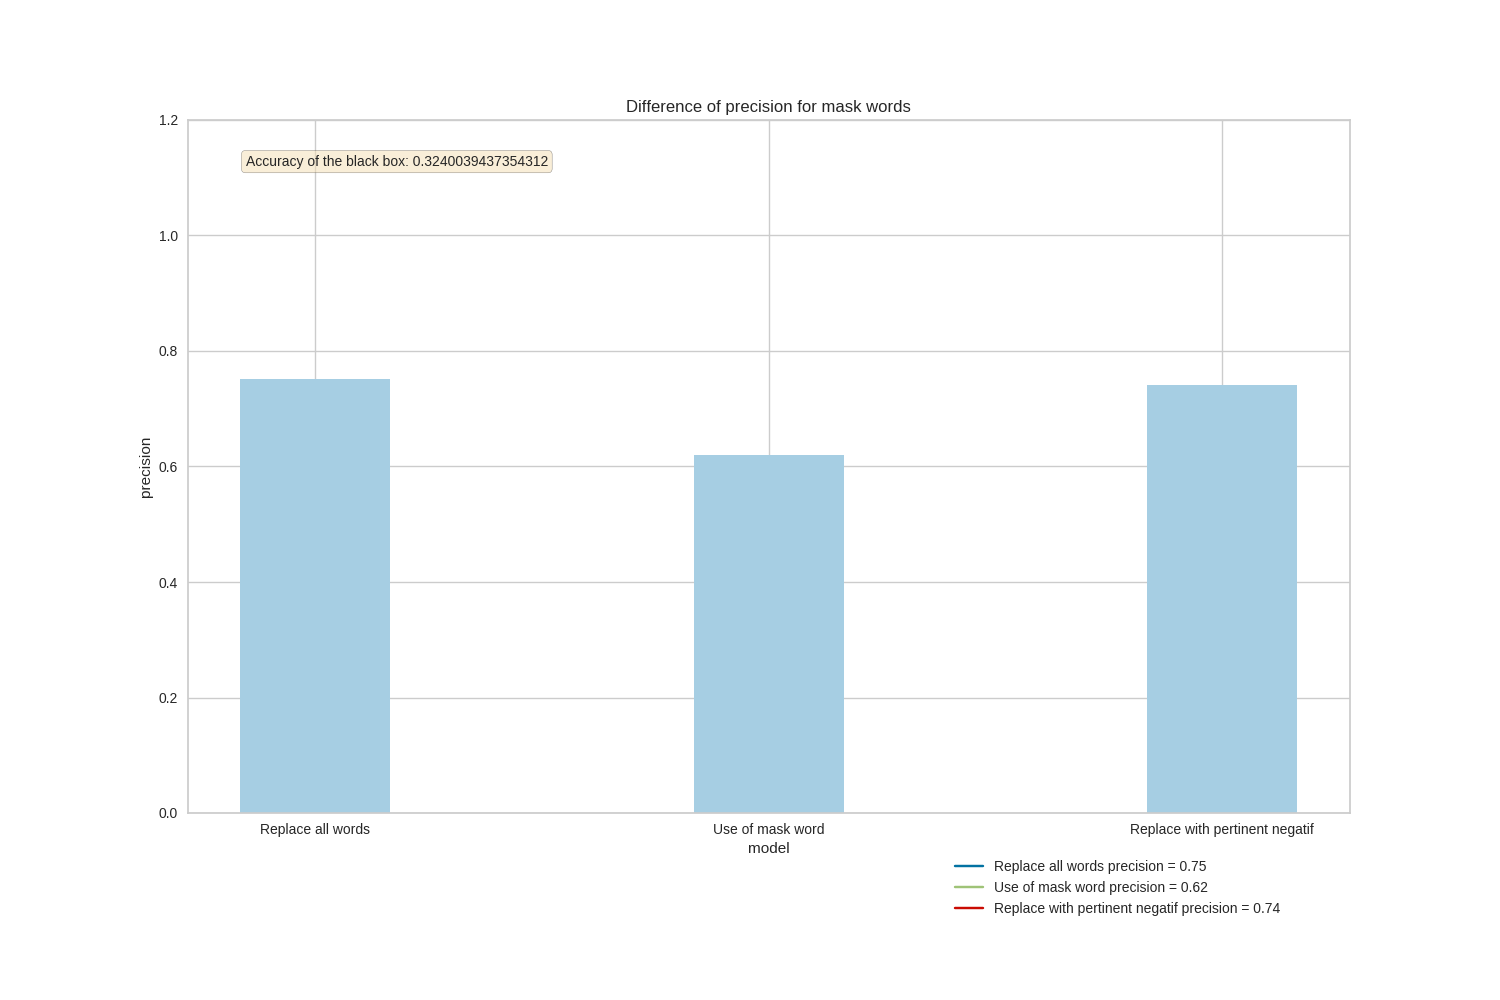 Difference of precision for mask words
1.2
Accuracy of the black box: 0.3240039437354312
1.0
0.8
0.6
0.4
0.2
0.0
precision
Replace all words
Use of mask word
Replace with pertinent negatif
model
Replace all words precision = 0.75
Use of mask word precision = 0.62
Replace with pertinent negatif precision = 0.74